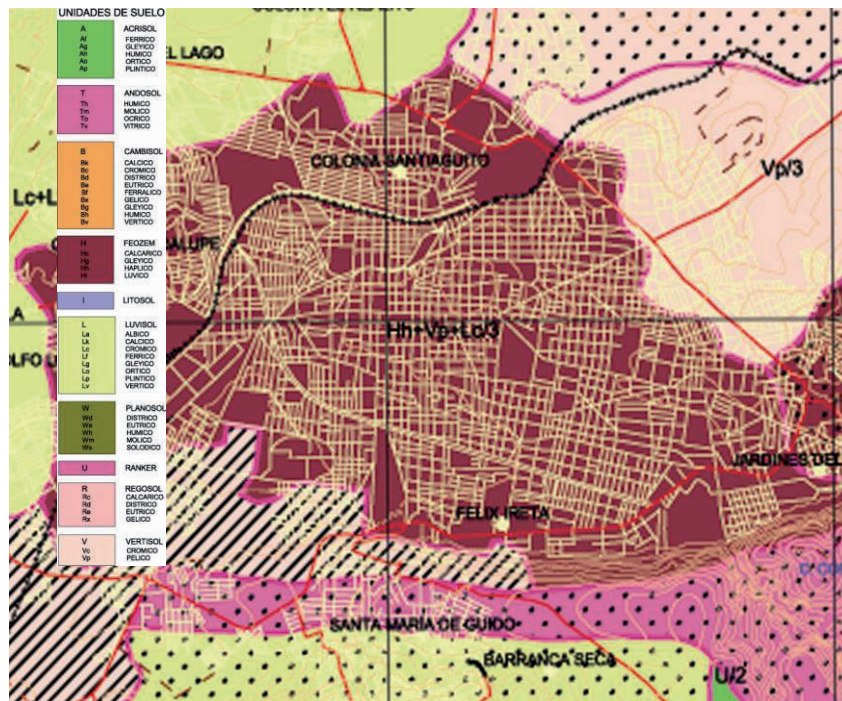 UNIDADES DE SUELO
A ACRISOL
Af FERRICO
Ag GLEYICO
Ah HUMICO
Ao ORTICO
Ap PLINTICO
T ANDOSOL
Th HUMICO
Tm MOLICO
To OCRICO
Tv VITRICO
B CAMBISOL
Bk CALCICO
Bc CROMICO
Bd DISTRICO
Be EUTRICO
Bf FERRALICO
Bx GELICO
Bg GLEYICO
Bh HUMICO
Bv VERTICO
H FEOZEM
Hc CALCARICO
Hg GLEYICO
Hh HAPLICO
Hl LUVICO
I LITOSOL
L LUVISOL
La ALBICO
Lk CALCICO
Lc CROMICO
Lf FERRICO
Lg GLEYICO
Lo ORTICO
Lp PLINTICO
Lv VERTICO
W PLANOSOL
Wd DISTRICO
We EUTRICO
Wh HUMICO
Wm MOLICO
Ws SOLODICO
U RANKER
R REGOSOL
Rc CALCARICO
Rd DISTRICO
Re EUTRICO
Rx GELICO
V VERTISOL
Vc CROMICO
Vp PELICO
EL LAGO
COLONIA SANTIAGUITO
Vp/3
Lc+L
ALUPE
Hh+Vp+Lc/3
OLFO L
JARDINES DEL
FELIX IRETA
SANTA MARIA DE GUIDO
BARRANCA SECA
U/2